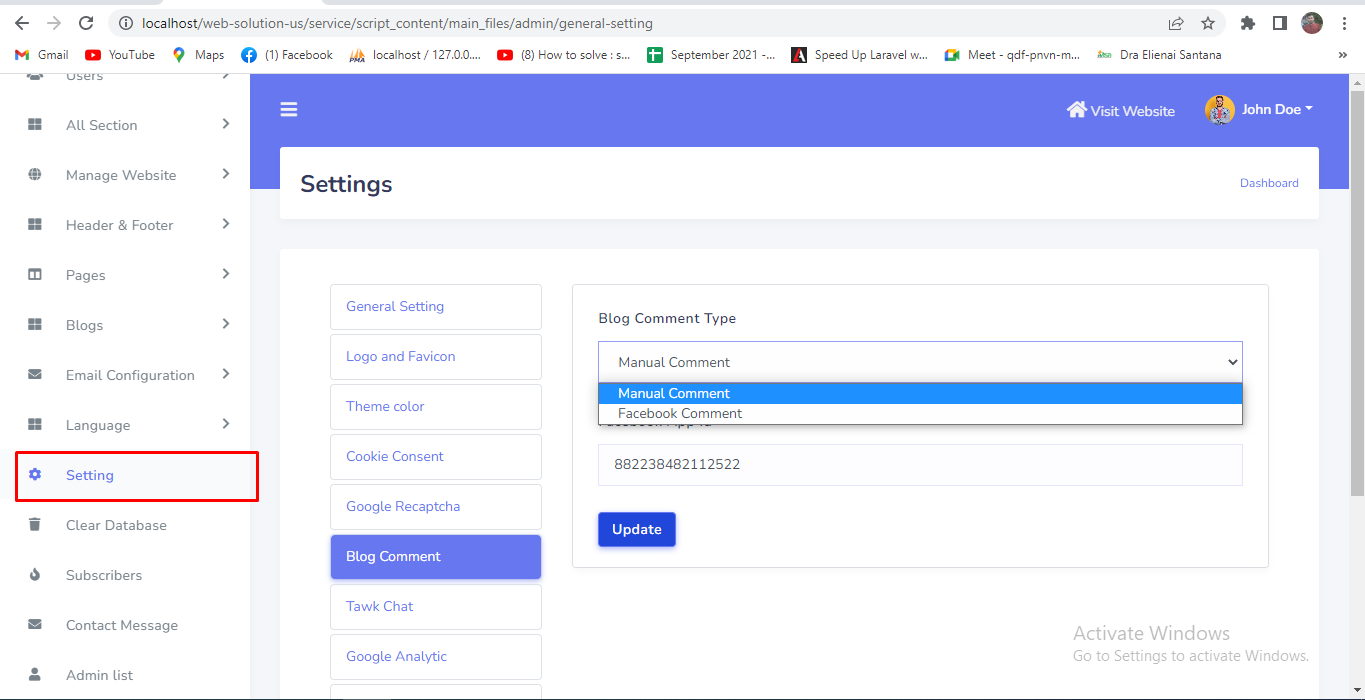 localhost/web-solution-us/service/script_content/main_files/admin/general-setting
Gmail
YouTube
Maps
(1) Facebook
localhost / 127.0.0....
(8) How to solve : s...
September 2021 -...
Speed Up Laravel w...
Meet - qdf-pnvn-m...
Dra Elienai Santana
»
Users
All Section
Manage Website
Header & Footer
Pages
Blogs
Email Configuration
Language
Setting
Clear Database
Subscribers
Contact Message
Admin list
Visit Website
John Doe
Settings
Dashboard
General Setting
Logo and Favicon
Theme color
Cookie Consent
Google Recaptcha
Blog Comment
Tawk Chat
Google Analytic
Blog Comment Type
Manual Comment
Manual Comment
Facebook Comment
Facebook App Id
882238482112522
Update
Activate Windows
Go to Settings to activate Windows.